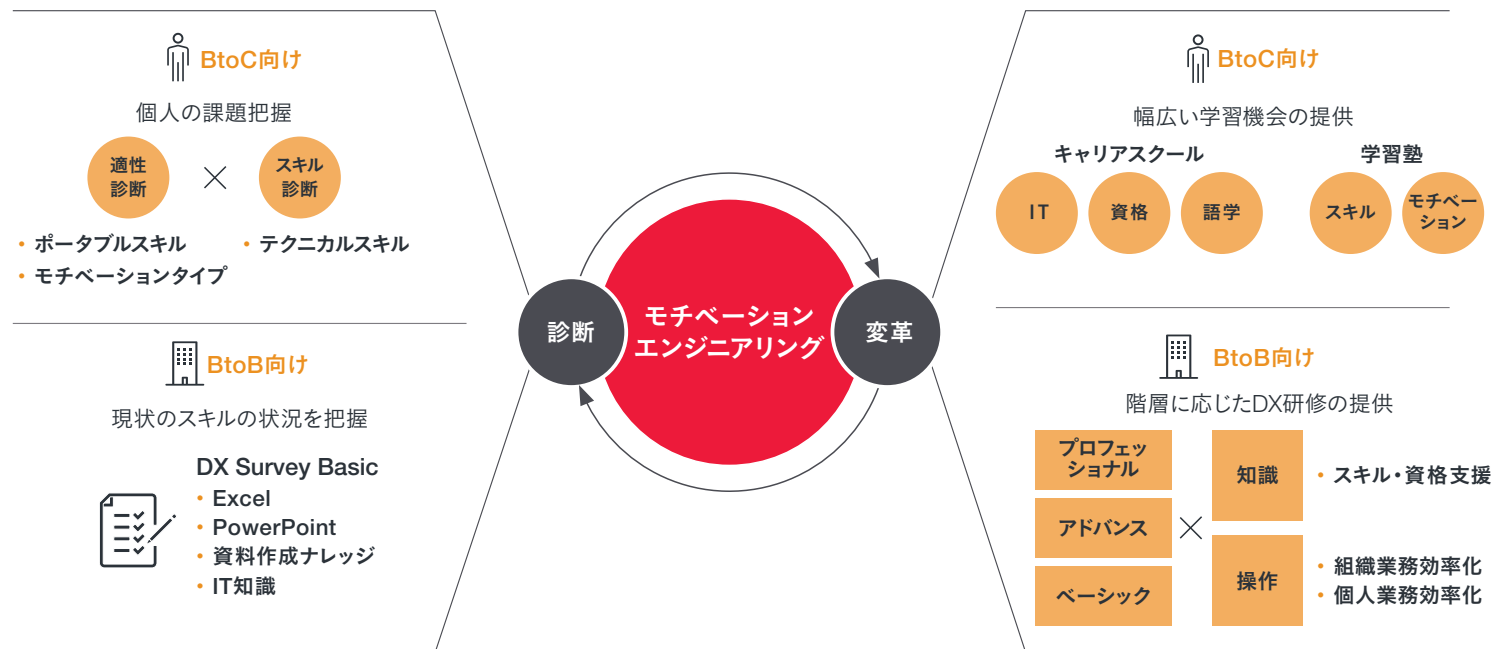 BtoC向け
個人の課題把握
適性
診断
スキル
診断
・ポータブルスキル
・モチベーションタイプ
・テクニカルスキル
BtoB向け
現状のスキルの状況を把握
DX Survey Basic
・Excel
・PowerPoint
・資料作成ナレッジ
・IT知識
診断
モチベーション
エンジニアリング
変革
BtoC向け
幅広い学習機会の提供
キャリアスクール
IT
資格
語学
学習塾
スキル
モチベー
ション
BtoB向け
階層に応じたDX研修の提供
プロフェッ
ショナル
アドバンス
ベーシック
知識
・スキル・資格支援
操作
・組織業務効率化
・個人業務効率化